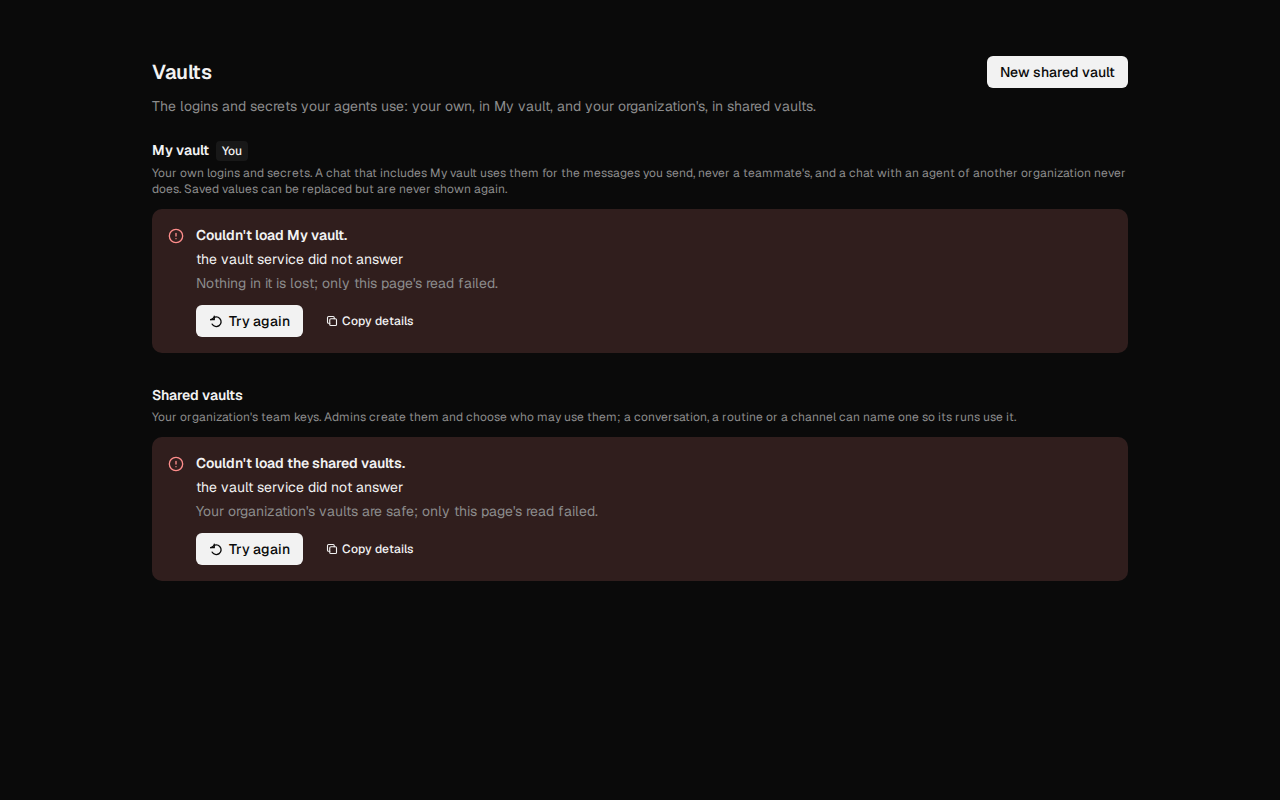 Vaults
New shared vault
The logins and secrets your agents use: your own, in My vault, and your organization's, in shared vaults.
My vault You
Your own logins and secrets. A chat that includes My vault uses them for the messages you send, never a teammate's, and a chat with an agent of another organization never
does. Saved values can be replaced but are never shown again.
Couldn't load My vault.
the vault service did not answer
Nothing in it is lost; only this page's read failed.
Try again Copy details
Shared vaults
Your organization's team keys. Admins create them and choose who may use them; a conversation, a routine or a channel can name one so its runs use it.
Couldn't load the shared vaults.
the vault service did not answer
Your organization's vaults are safe; only this page's read failed.
Try again Copy details